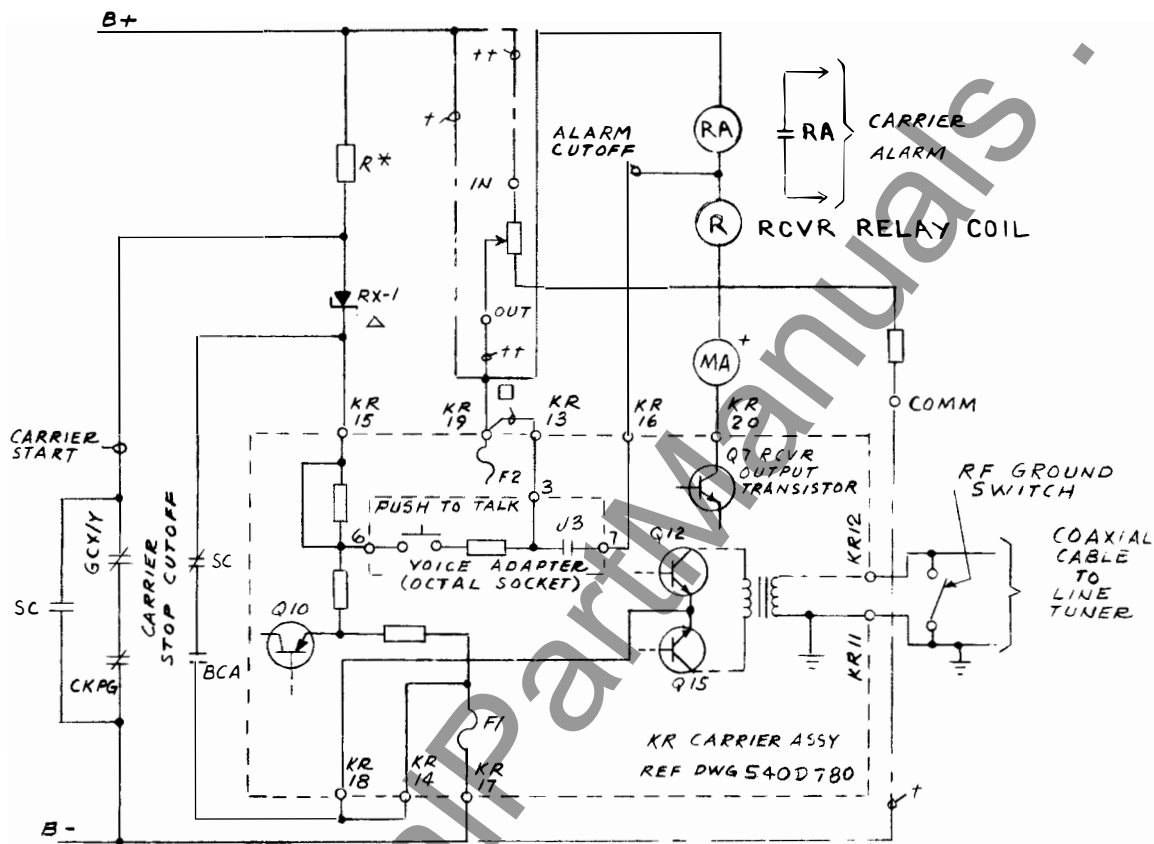 B+
++
+
R*
ALARM
CUTOFF
RA
RA
CARRIER
ALARM
IN
R
RCVR RELAY COIL
RX-1
OUT
++
MA +
COMM
KR
15
KR
19
KR
13
KR
16
KR
20
CARRIER
START
F2
3
Q7 RCVR
OUTPUT
TRANSISTOR
RF GROUND
SWITCH
PUSH TO TALK
6
J3
7
VOICE ADAPTER
(OCTAL SOCKET)
Q12
KR12
COAXIAL
CABLE
TO
LINE
TUNER
GCX/Y
CARRIER
STOP CUTOFF
SC
SC
Q10
Q15
KR11
CKPG
BCA
F1
KR
18
KR
14
KR
17
KR CARRIER ASSY
REF DWG 540D780
+
B-
alPartManuals .